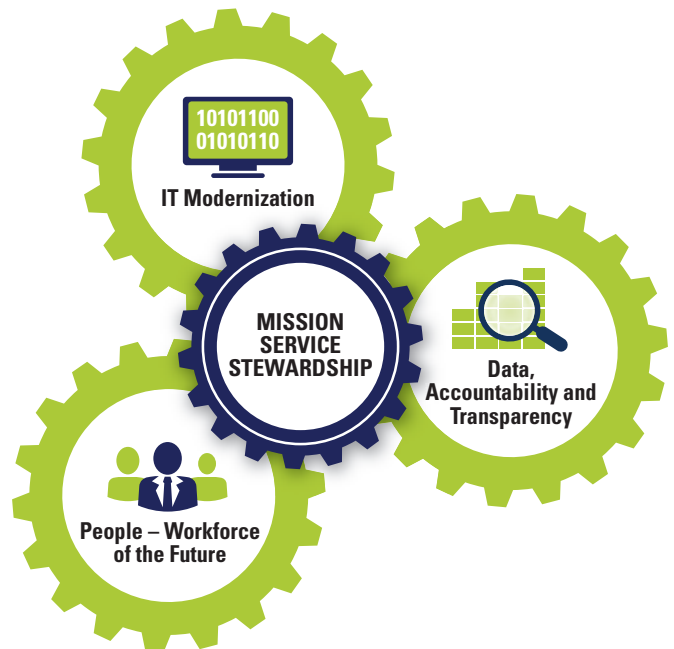 10101100
01010110
IT Modernization
MISSION
SERVICE
STEWARDSHIP
Data,
Accountability and
Transparency
People – Workforce
of the Future